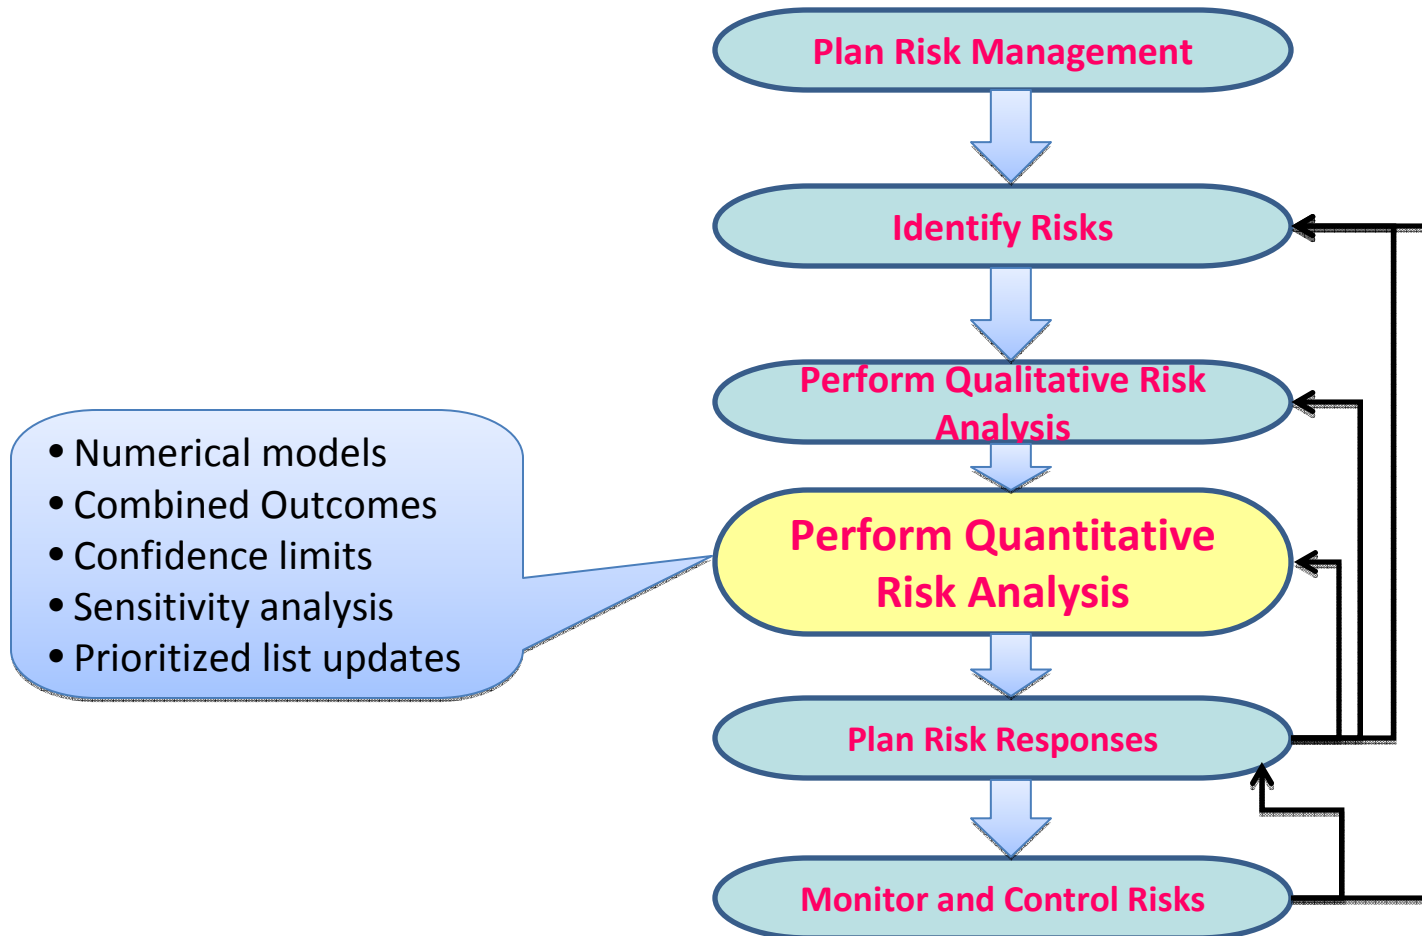 Plan Risk Management
Identify Risks
Perform Qualitative Risk
Analysis
• Numerical models
• Combined Outcomes
• Confidence limits
• Sensitivity analysis
• Prioritized list updates
Perform Quantitative
Risk Analysis
Plan Risk Responses
Monitor and Control Risks